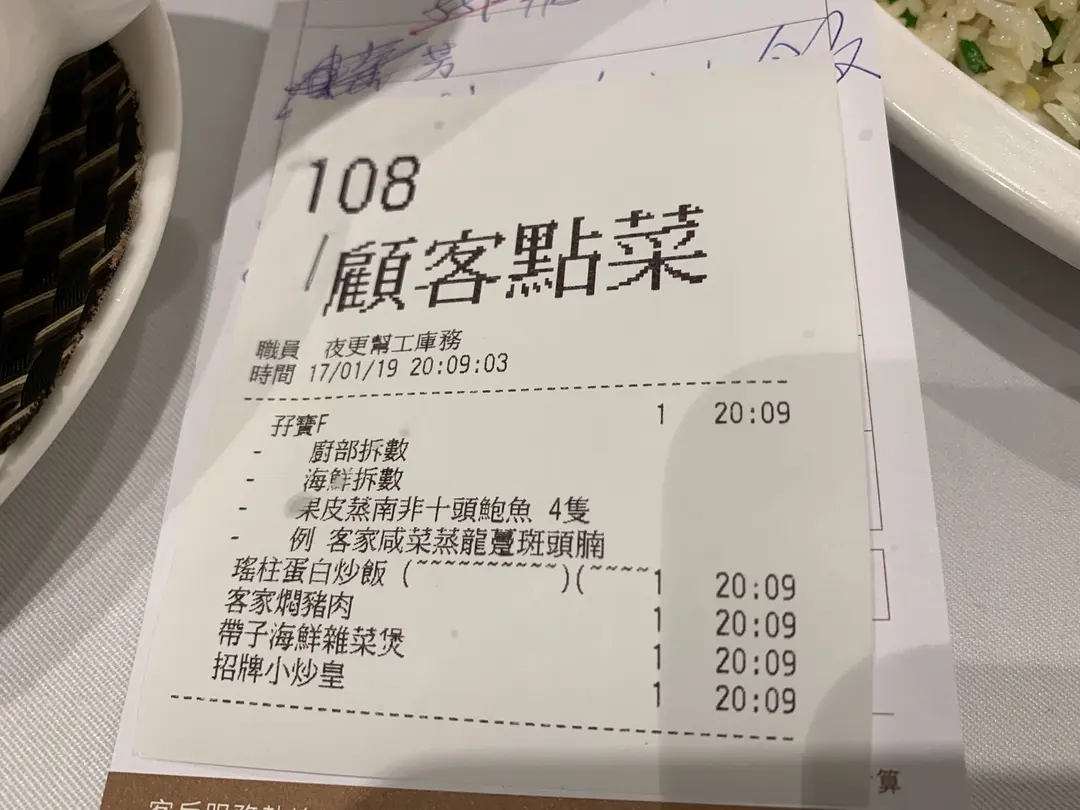 芳
108
顧客點菜
職員 夜更幫工庫務
時間 17/01/19 20:09:03
孖寶F 1 20:09
- 廚部拆數
- 海鮮拆數
- 果皮蒸南非十頭鮑魚 4隻
- 例 客家咸菜蒸龍躉斑頭腩
瑤柱蛋白炒飯 (~~~~~~~~~~)(~~~~1 20:09
客家燜豬肉 1 20:09
帶子海鮮雜菜煲 1 20:09
招牌小炒皇 1 20:09
算